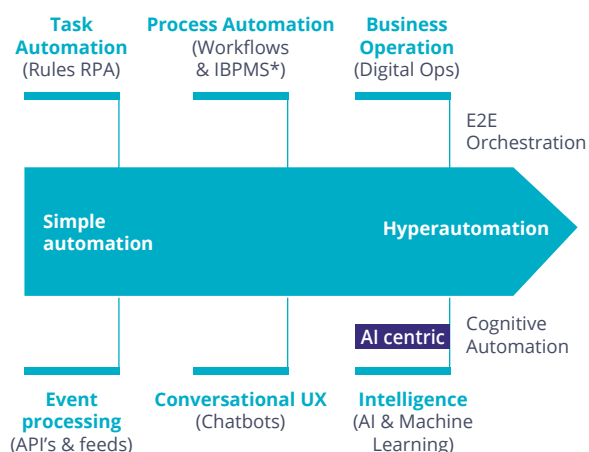 Task
Automation
(Rules RPA)
Process Automation
(Workflows
& IBPMS*)
Business
Operation
(Digital Ops)
E2E
Orchestration
Simple
automation
Hyperautomation
AI centric
Cognitive
Automation
Event
processing
(API's & feeds)
Conversational UX
(Chatbots)
Intelligence
(AI & Machine
Learning)